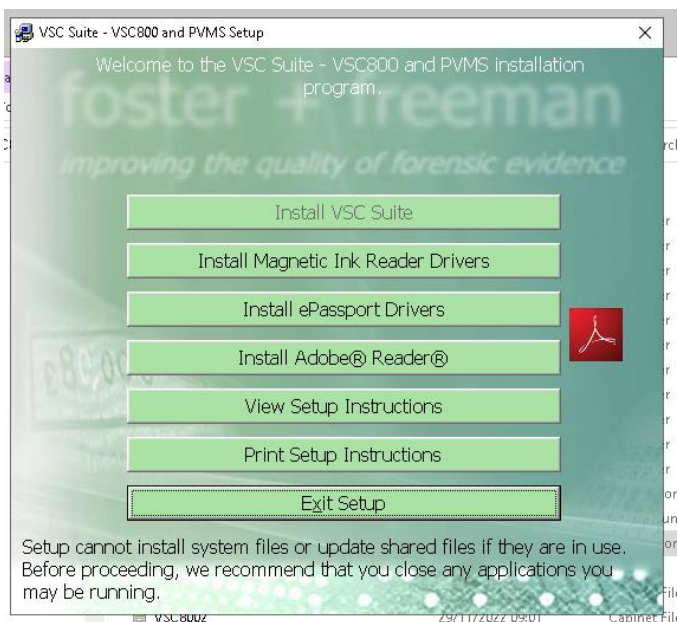 VSC Suite - VSC800 and PVMS Setup
Welcome to the VSC Suite - VSC800 and PVMS installation
program.
foster + freeman
improving the quality of forensic evidence
Install VSC Suite
Install Magnetic Ink Reader Drivers
Install ePassport Drivers
Install Adobe® Reader®
View Setup Instructions
Print Setup Instructions
Exit Setup
Setup cannot install system files or update shared files if they are in use.
Before proceeding, we recommend that you close any applications you
may be running.
VSC8002
29/11/2022 09:01
Cabinet File